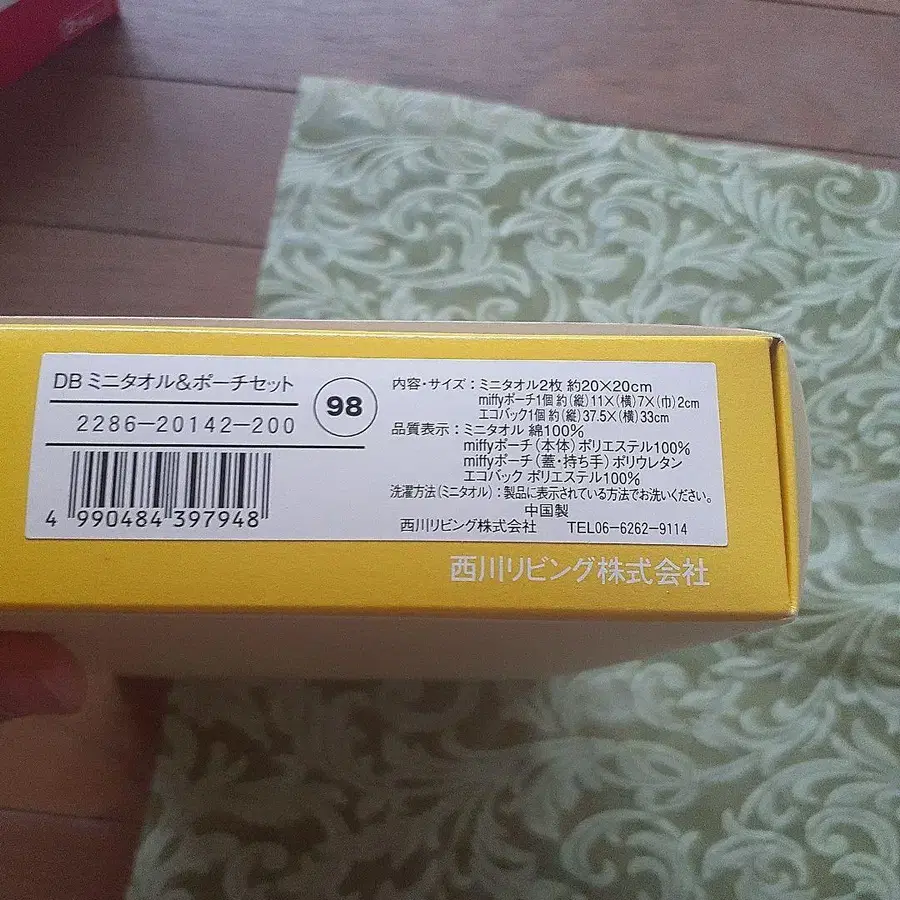 DB ミニタオル&ポーチセット
2286-20142-200
98
4 990484 397948
内容・サイズ：ミニタオル2枚 約20×20cm
miffyポーチ1個 約(縦)11×(横)7×(巾)2cm
エコバック1個 約(縦)37.5×(横)33cm
品質表示：ミニタオル 綿100%
miffyポーチ(本体)ポリエステル100%
miffyポーチ(蓋・持ち手)ポリウレタン
エコバック ポリエステル100%
洗濯方法(ミニタオル)：製品に表示されている方法でお洗いください。
中国製
西川リビング株式会社 TEL06-6262-9114
西川リビング株式会社